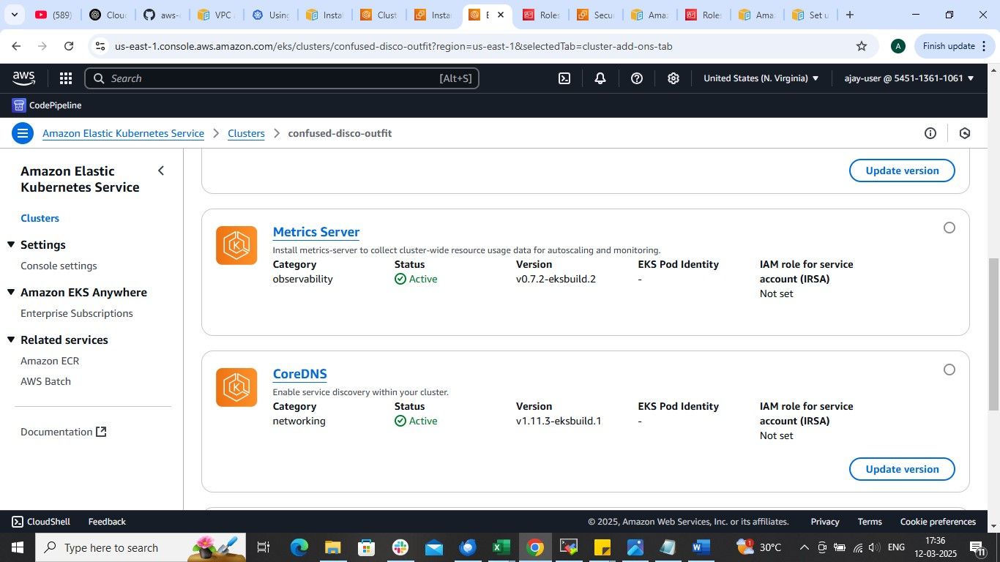 (589)
Clou
aws-
VPC
Using
Instal
Clust
Insta
E
Roles
Secu
Amaz
Roles
Ama
Set u
us-east-1.console.aws.amazon.com/eks/clusters/confused-disco-outfit?region=us-east-1&selectedTab=cluster-add-ons-tab
A
Finish update
aws
Search
[Alt+S]
United States (N. Virginia)
ajay-user @ 5451-1361-1061
CodePipeline
Amazon Elastic Kubernetes Service
Clusters
confused-disco-outfit
Amazon Elastic
Kubernetes Service
Clusters
Settings
Console settings
Amazon EKS Anywhere
Enterprise Subscriptions
Related services
Amazon ECR
AWS Batch
Documentation
Update version
Metrics Server
Install metrics-server to collect cluster-wide resource usage data for autoscaling and monitoring.
Category
observability
Status
Active
Version
v0.7.2-eksbuild.2
EKS Pod Identity
-
IAM role for service
account (IRSA)
Not set
CoreDNS
Enable service discovery within your cluster.
Category
networking
Status
Active
Version
v1.11.3-eksbuild.1
EKS Pod Identity
-
IAM role for service
account (IRSA)
Not set
Update version
CloudShell
Feedback
© 2025, Amazon Web Services, Inc. or its affiliates.
Privacy
Terms
Cookie preferences
Type here to search
1
30°C
ENG
17:36
12-03-2025
11